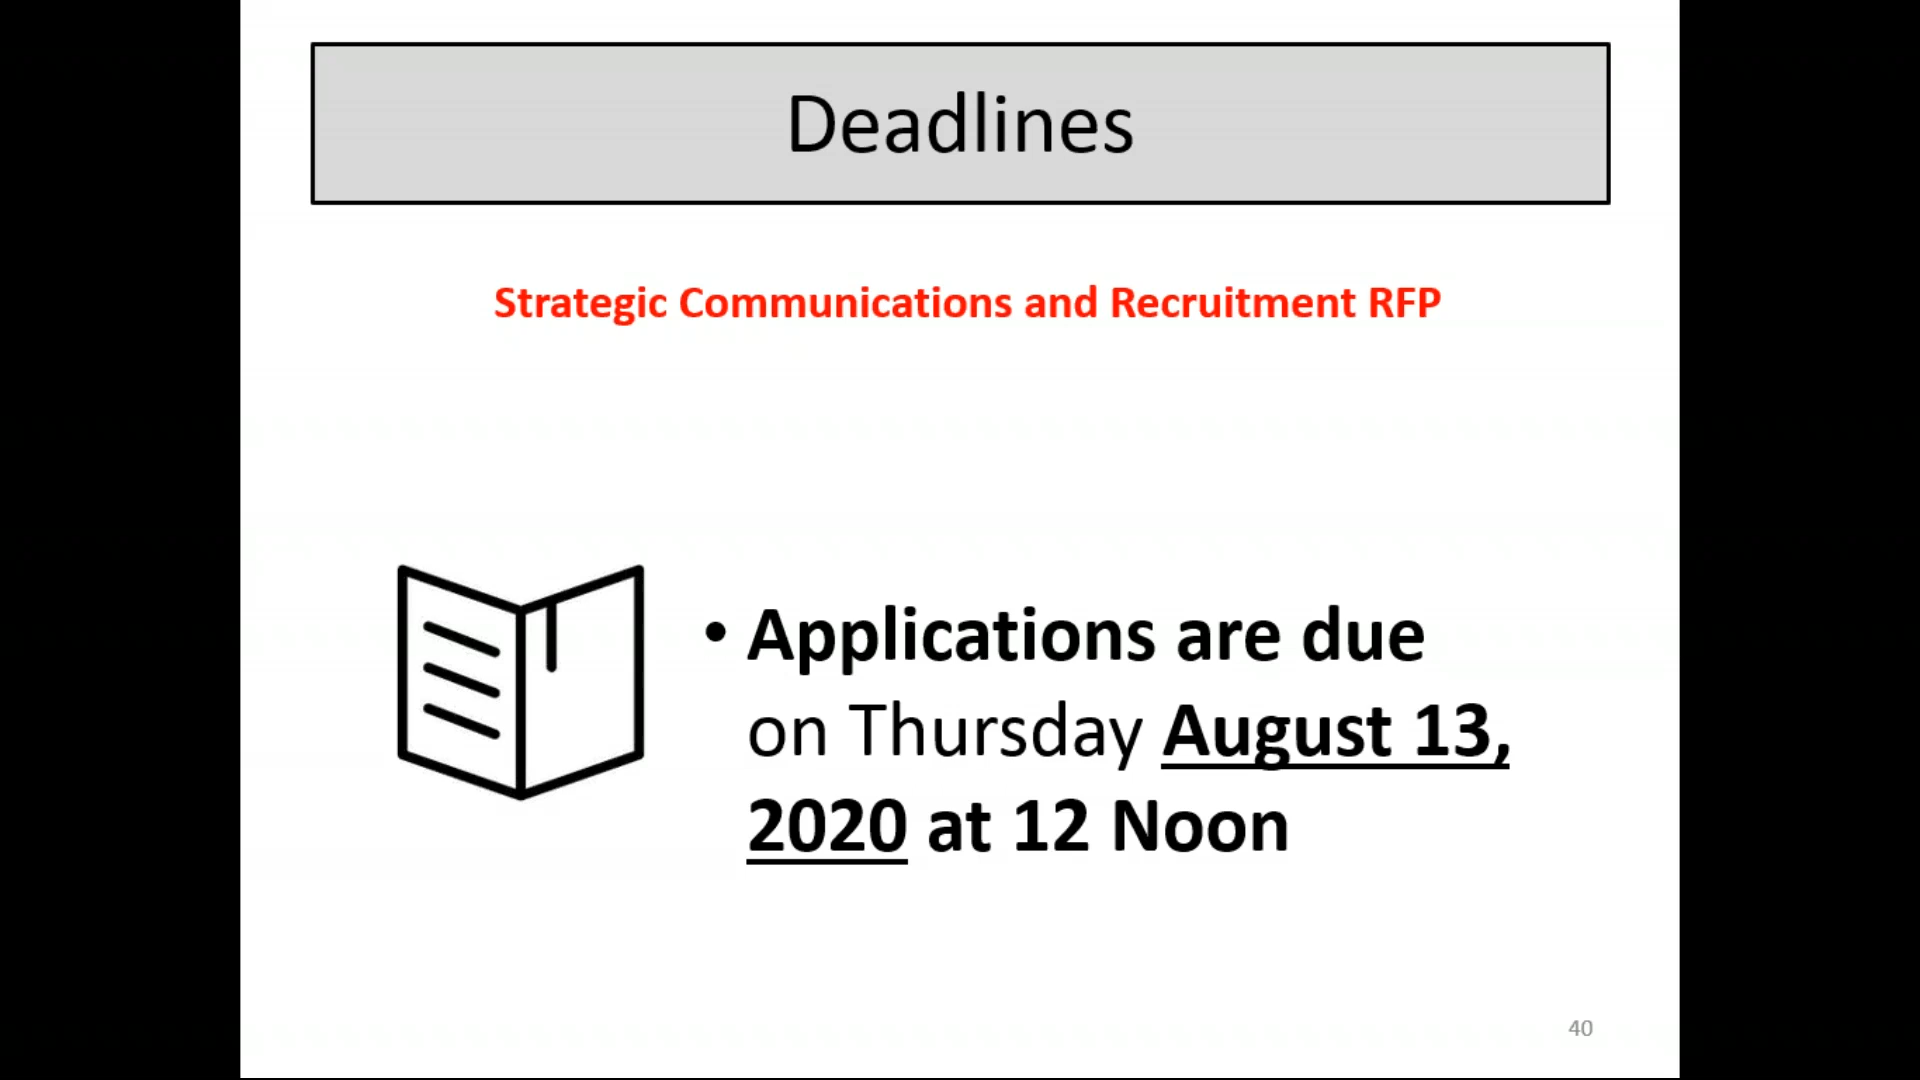 Deadlines
Strategic Communications and Recruitment RFP
• Applications are due
on Thursday August 13,
2020 at 12 Noon
40